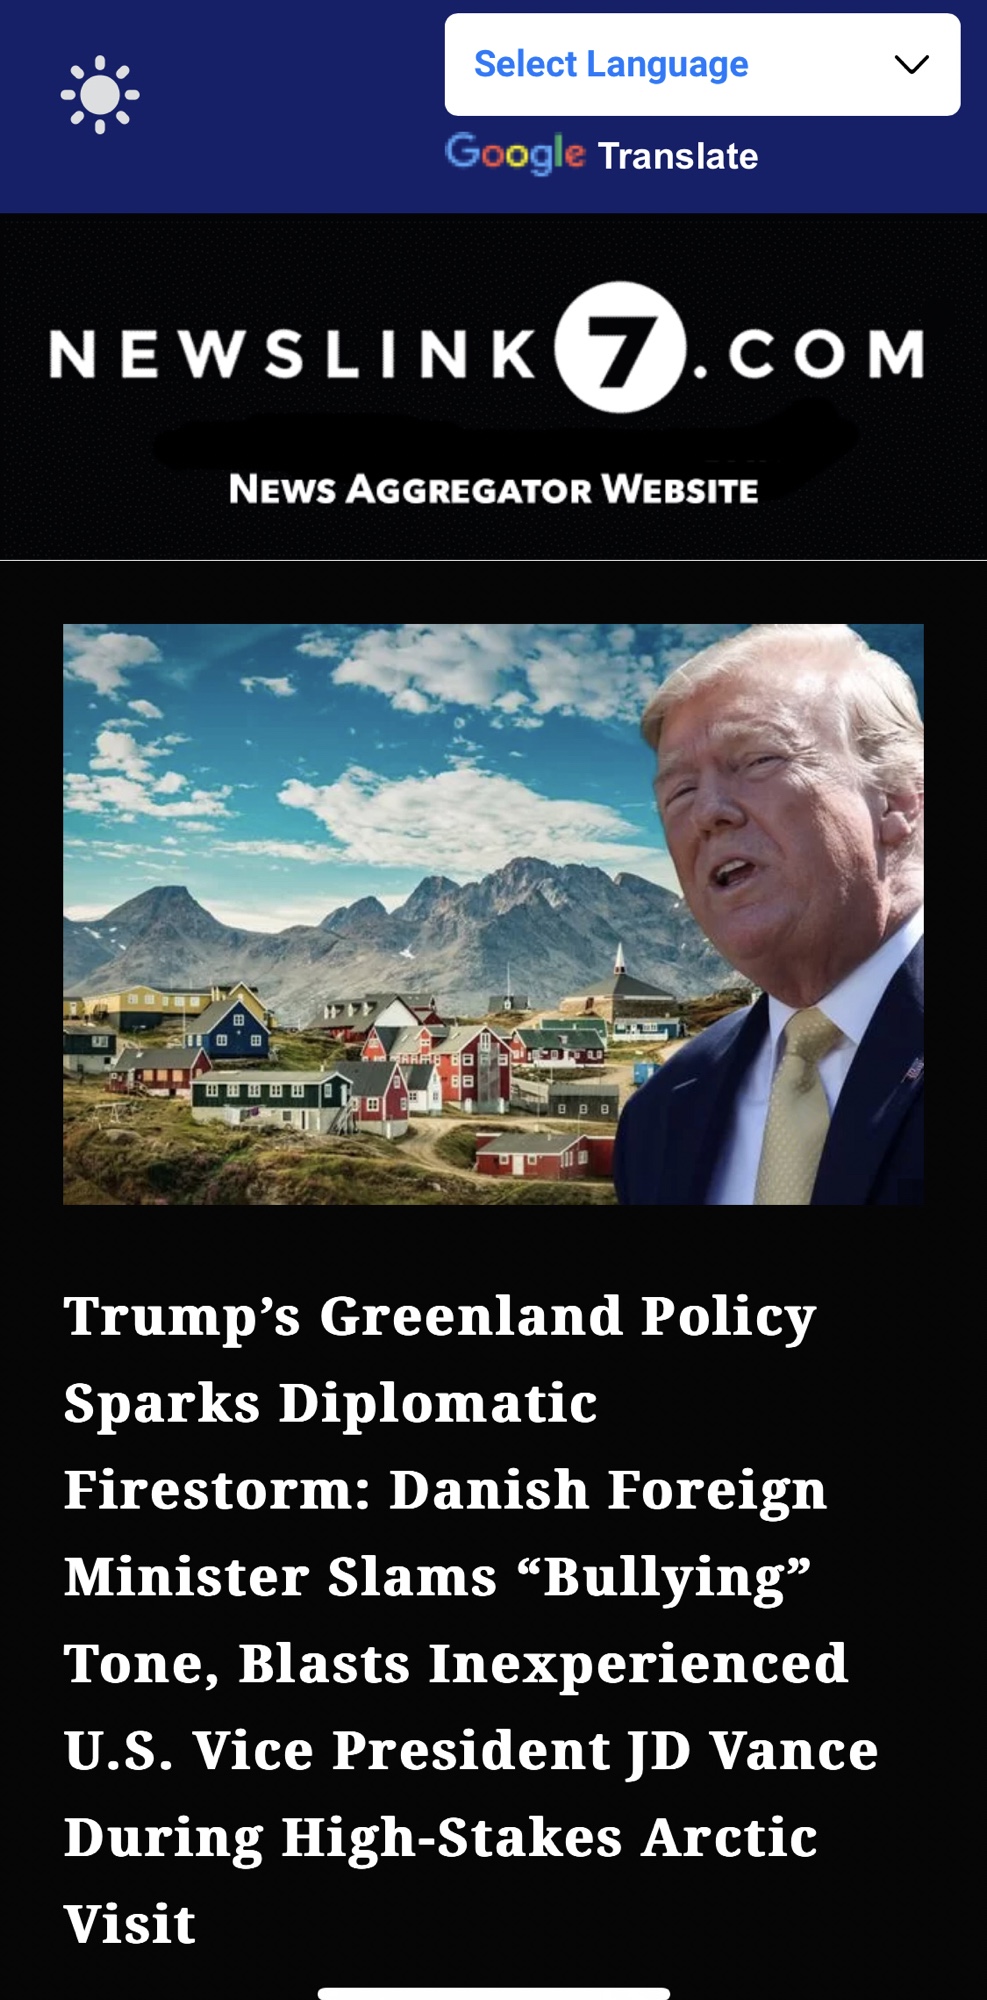 Select Language
Google Translate
NEWSLINK7.COM
NEWS AGGREGATOR WEBSITE
Trump’s Greenland Policy
Sparks Diplomatic
Firestorm: Danish Foreign
Minister Slams “Bullying”
Tone, Blasts Inexperienced
U.S. Vice President JD Vance
During High-Stakes Arctic
Visit